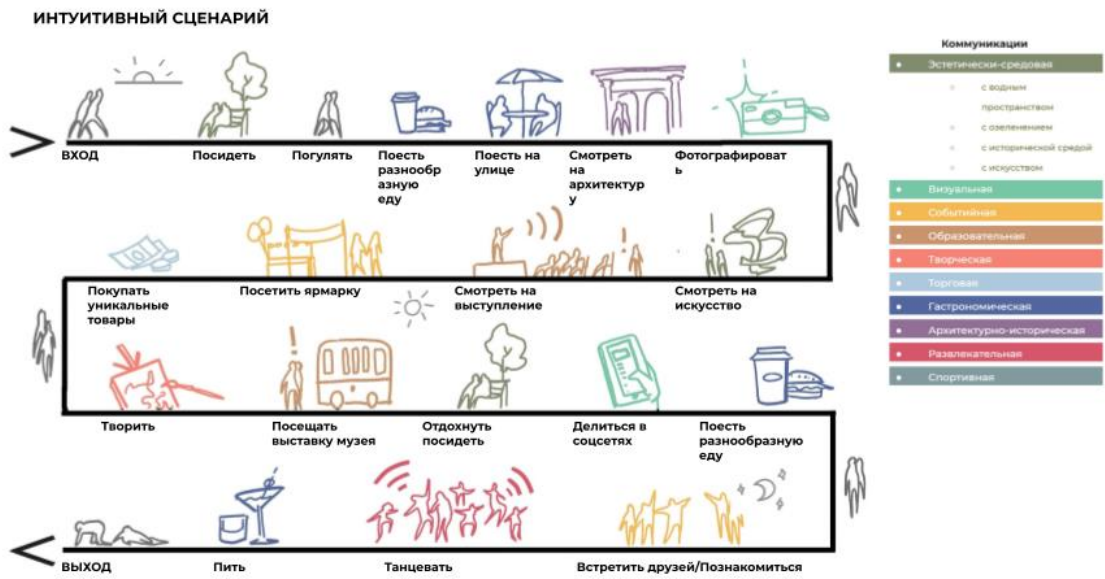 ИНТУИТИВНЫЙ СЦЕНАРИЙ
ВХОД
Посидеть
Погулять
Поесть
разнообр
азную
еду
Поесть на
улице
Смотреть
на
архитектур
у
Фотографироват
ь
Покупать
уникальные
товары
Посетить ярмарку
Смотреть на
выступление
Смотреть на
искусство
Творить
Посещать
выставку музея
Отдохнуть
посидеть
Делиться в
соцсетях
Поесть
разнообразную
еду
ВЫХОД
Пить
Танцевать
Встретить друзей/Познакомиться
Коммуникации
Эстетически-средовая
с водным
пространством
с озеленением
с исторической средой
с искусством
Визуальная
Событийная
Образовательная
Творческая
Торговая
Гастрономическая
Архитектурно-историческая
Развлекательная
Спортивная